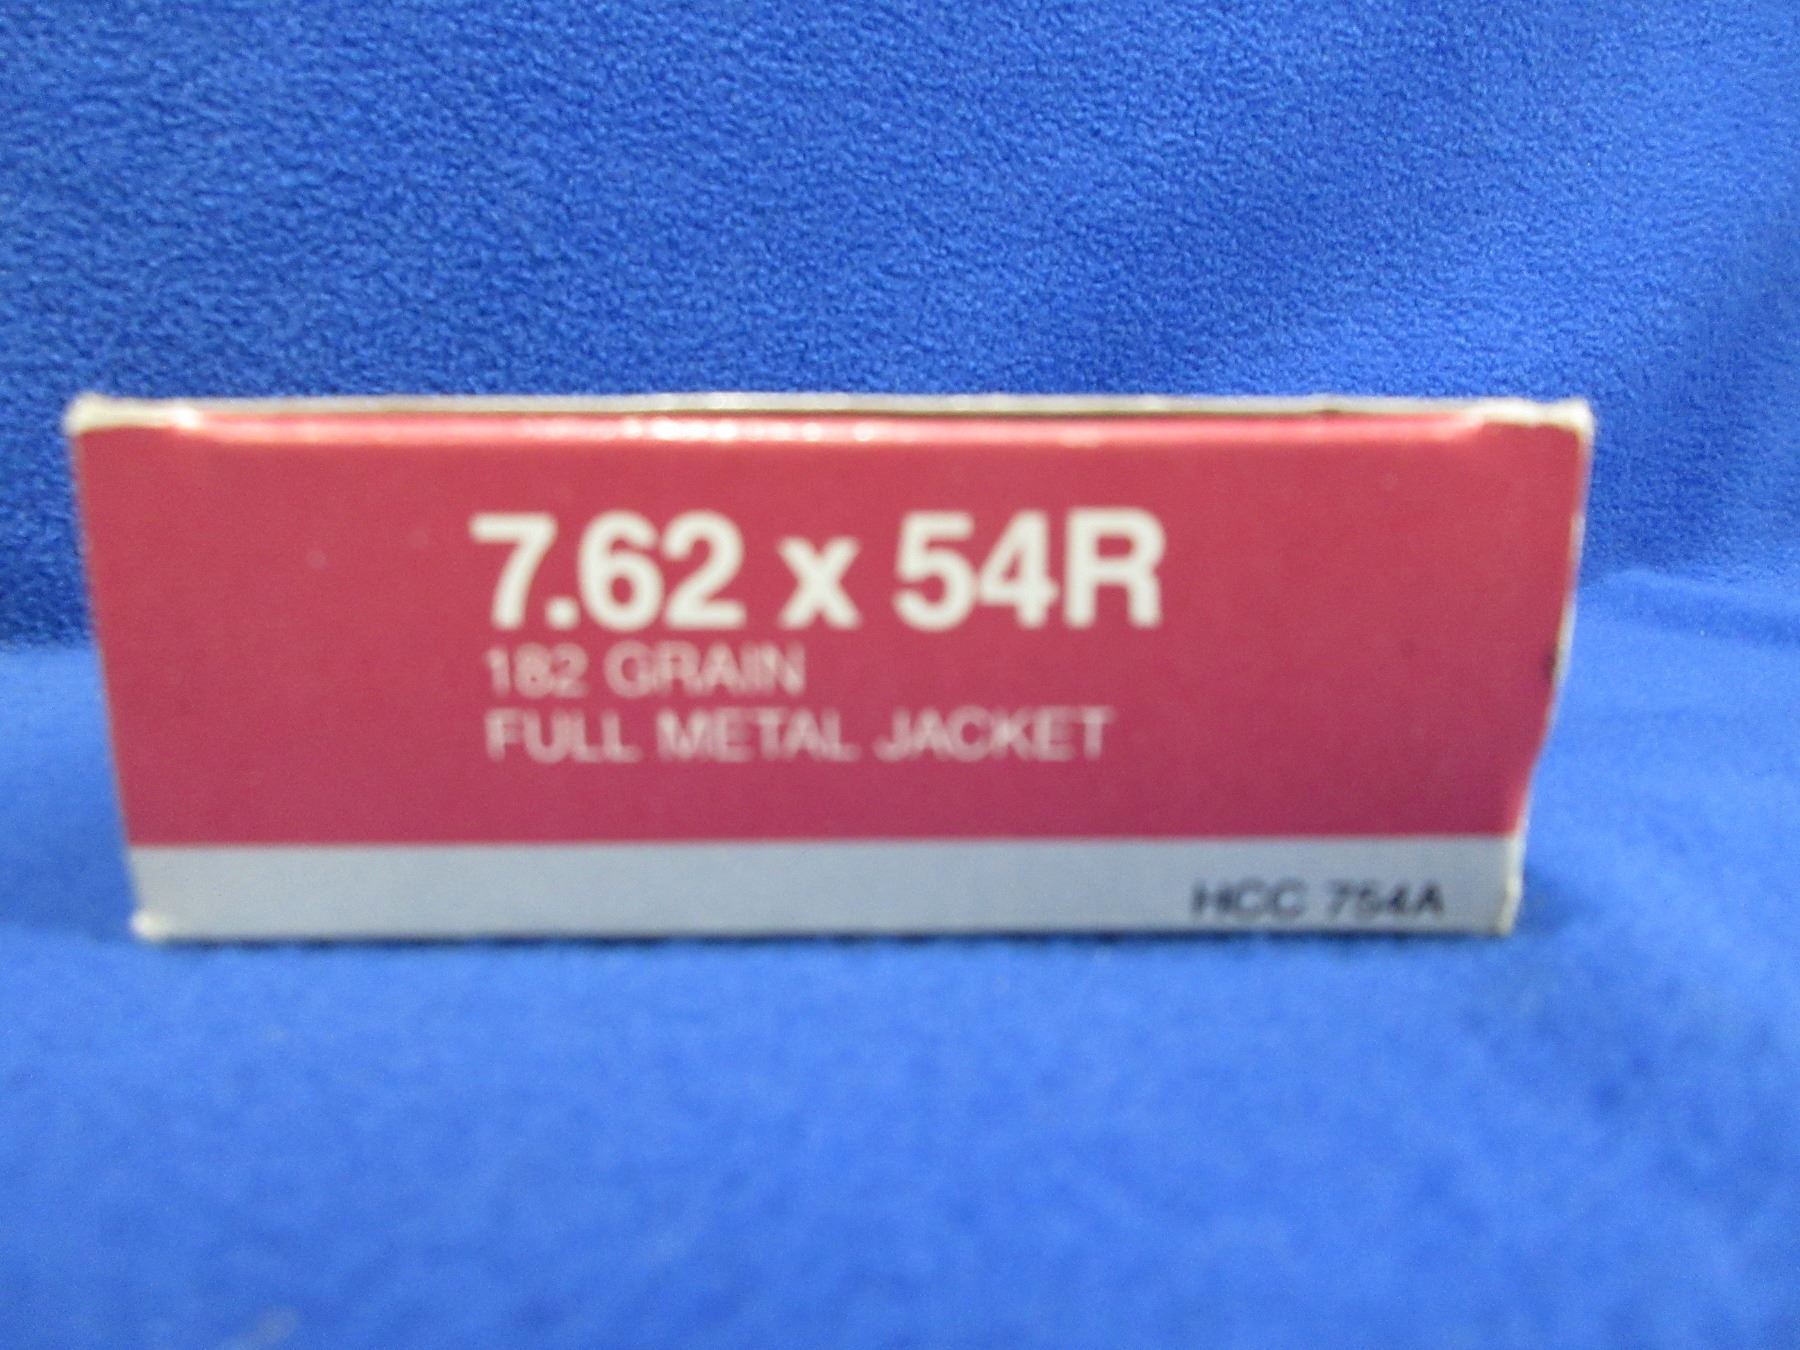 7.62 x 54R
182 GRAIN
FULL METAL JACKET
HCC 754A